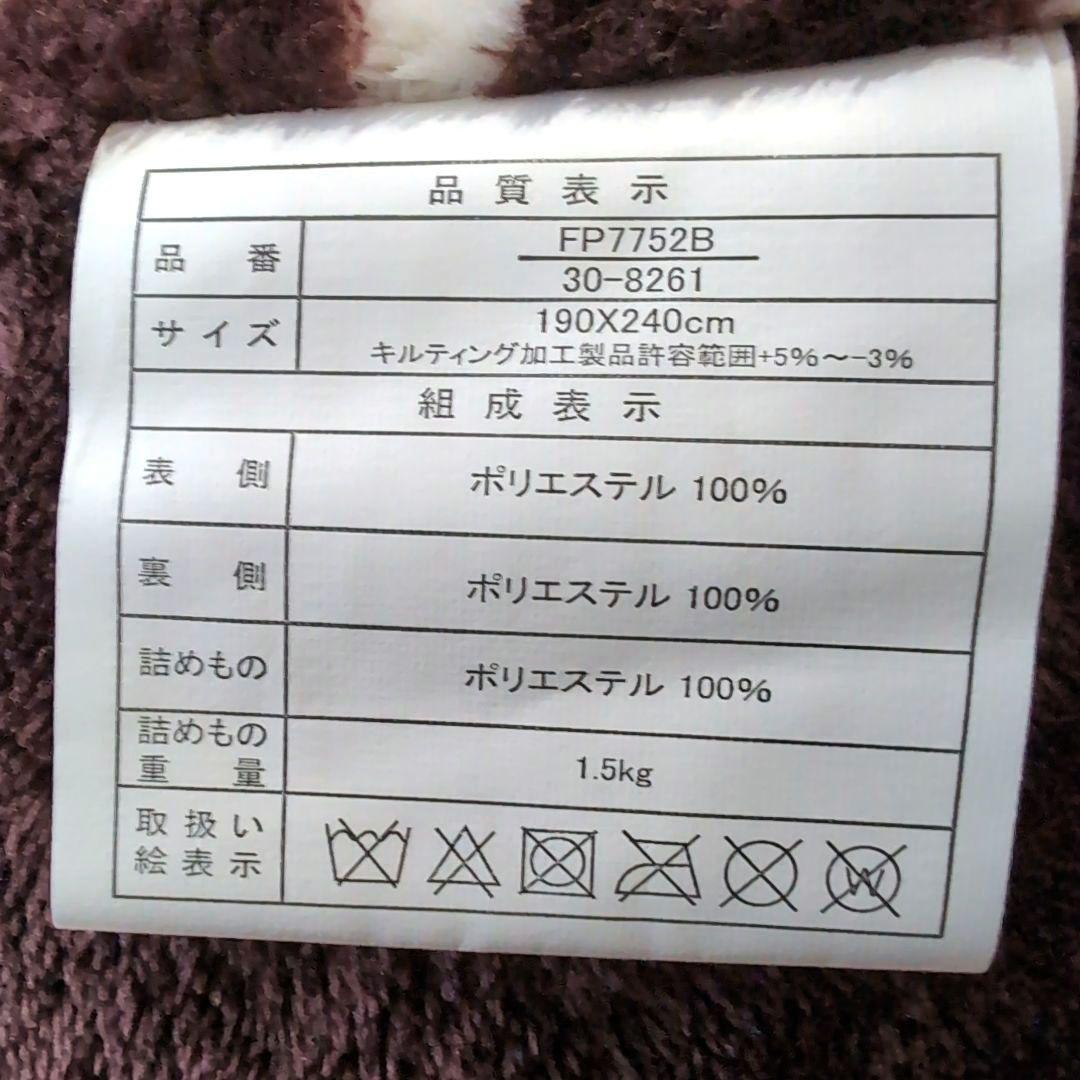 品質表示
品番 FP7752B
30-8261
サイズ 190X240cm
キルティング加工製品許容範囲+5%~-3%
組成表示
表側 ポリエステル 100%
裏側 ポリエステル 100%
詰めもの ポリエステル 100%
詰めもの
重量 1.5kg
取扱い
絵表示
W